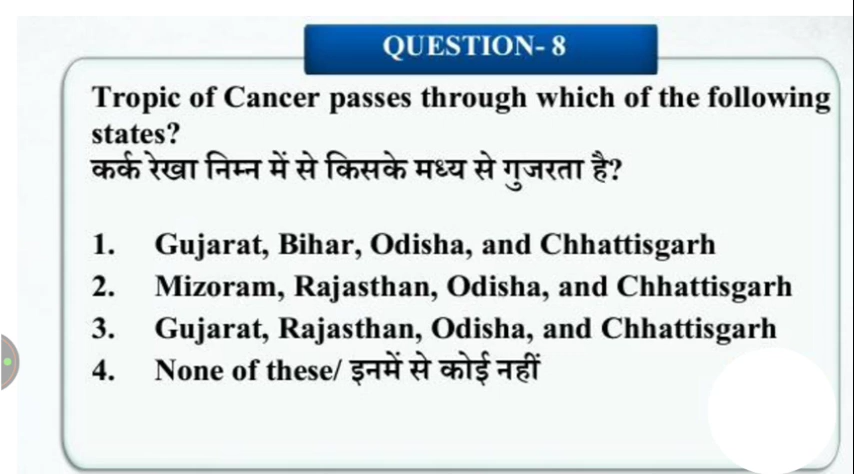 QUESTION- 8
Tropic of Cancer passes through which of the following
states?
कर्क रेखा निम्न में से किसके मध्य से गुजरता है?
1. Gujarat, Bihar, Odisha, and Chhattisgarh
2. Mizoram, Rajasthan, Odisha, and Chhattisgarh
3. Gujarat, Rajasthan, Odisha, and Chhattisgarh
4. None of these/ इनमें से कोई नहीं